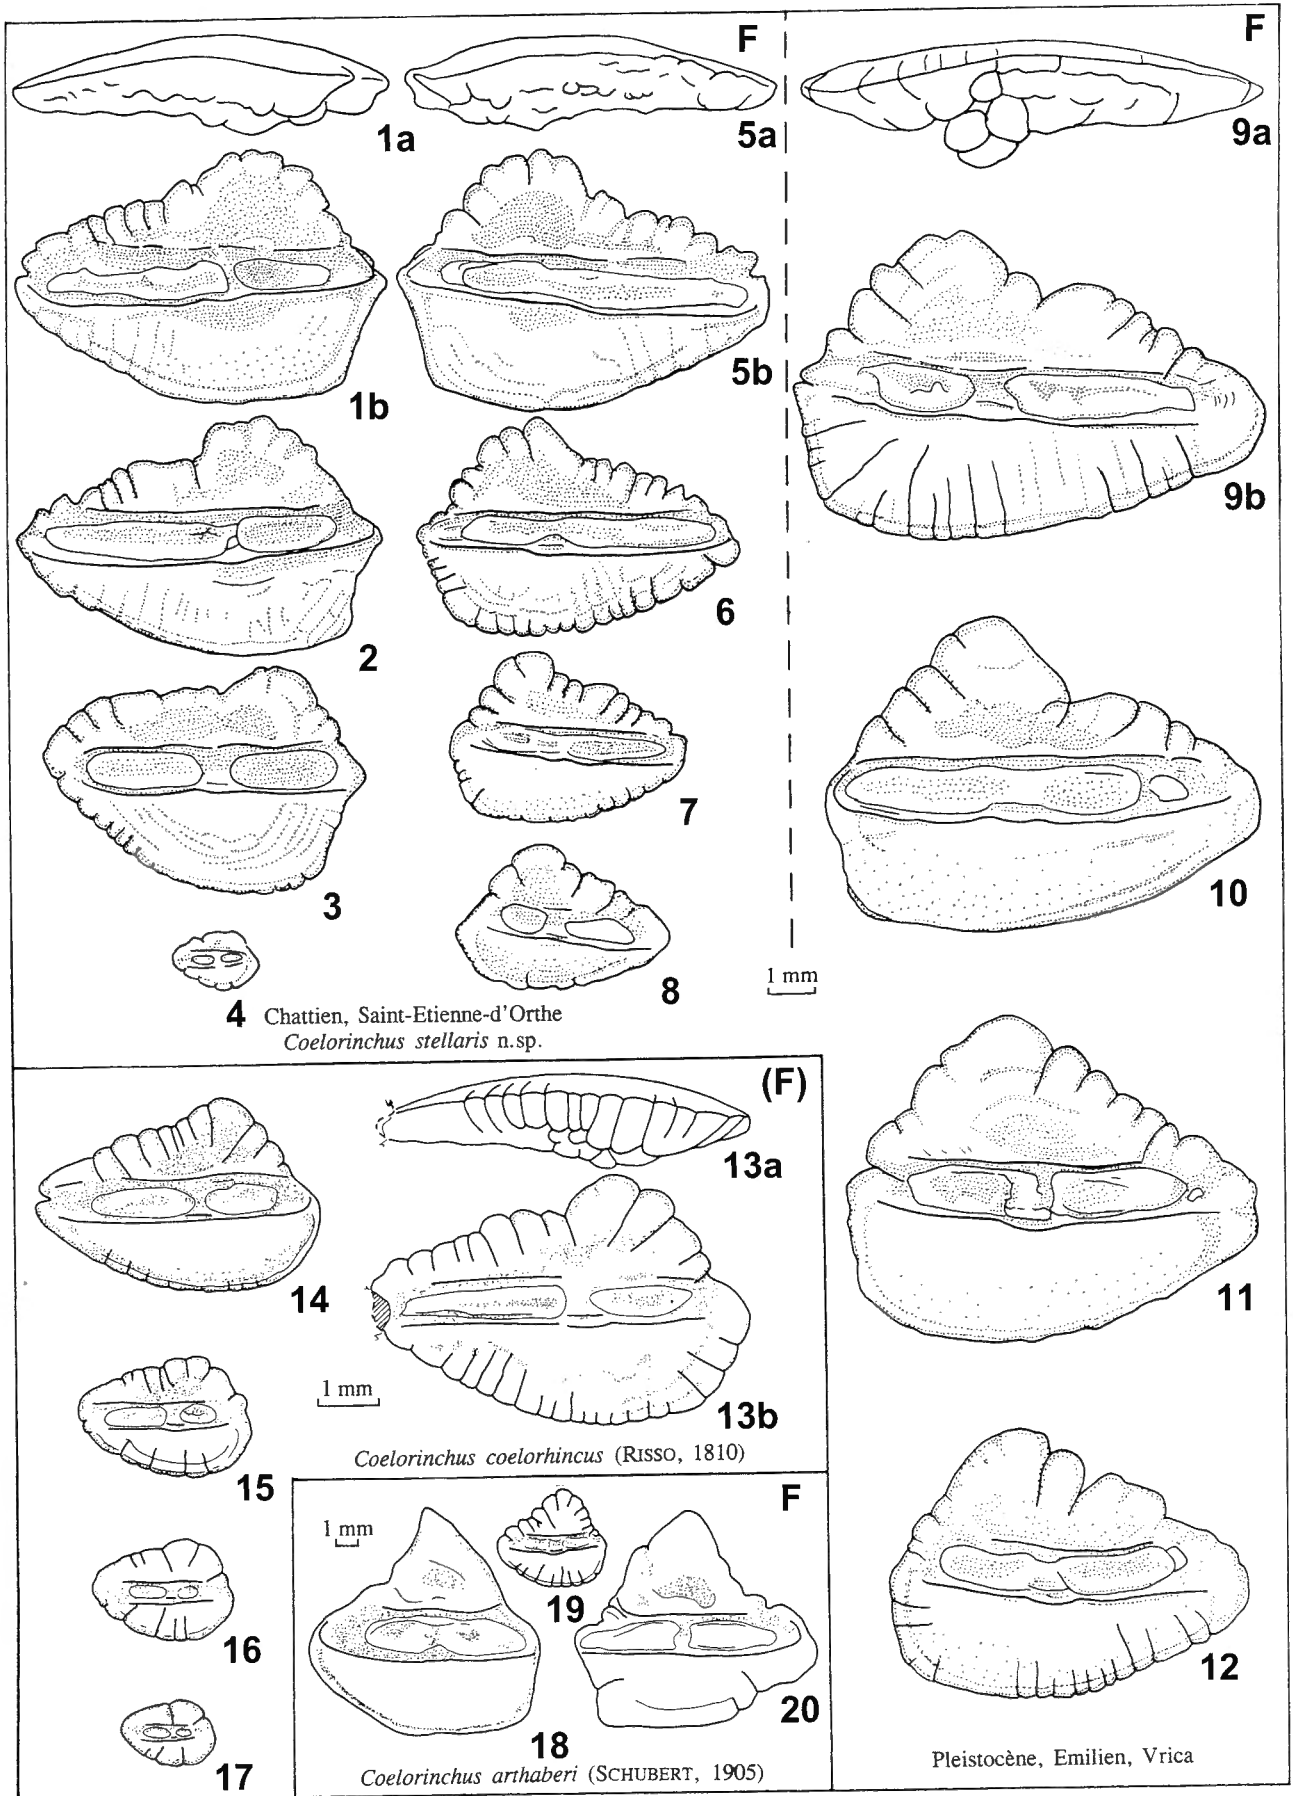 F
F
1a
5a
9a
1b
5b
9b
2
6
3
7
10
4
8
1 mm
Chattien, Saint-Etienne-d'Orthe
Coelorinchus stellaris n.sp.
(F)
13a
14
11
1 mm
13b
Coelorinchus coelorhincus (RISSO, 1810)
15
F
1 mm
19
16
12
18
20
17
Coelorinchus arthaberi (SCHUBERT, 1905)
Pleistocène, Emilien, Vrica